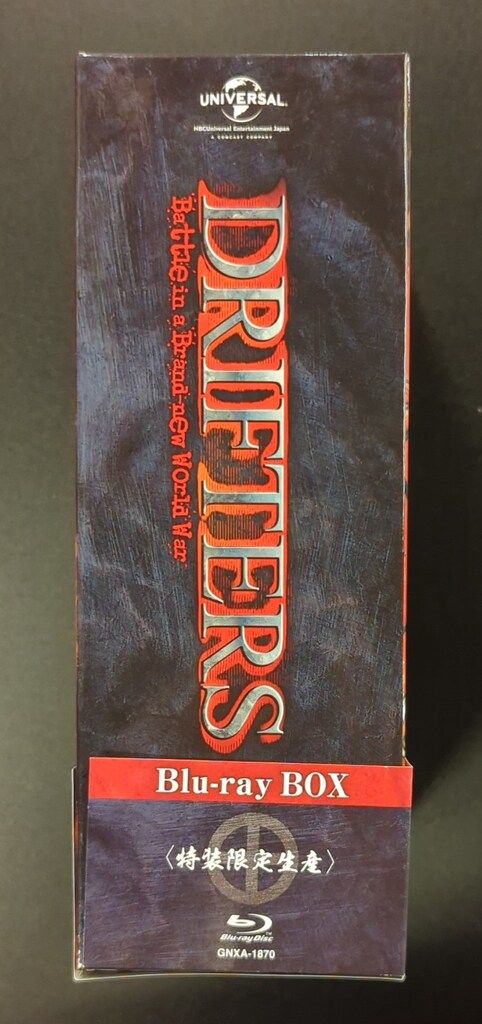 UNIVERSAL
NBCUniversal Entertainment Japan
A COMCAST COMPANY
DRIFTERS
Battle in a Brand-new World War
Blu-ray BOX
〈特装限定生産〉
Blu-ray Disc
GNXA-1870